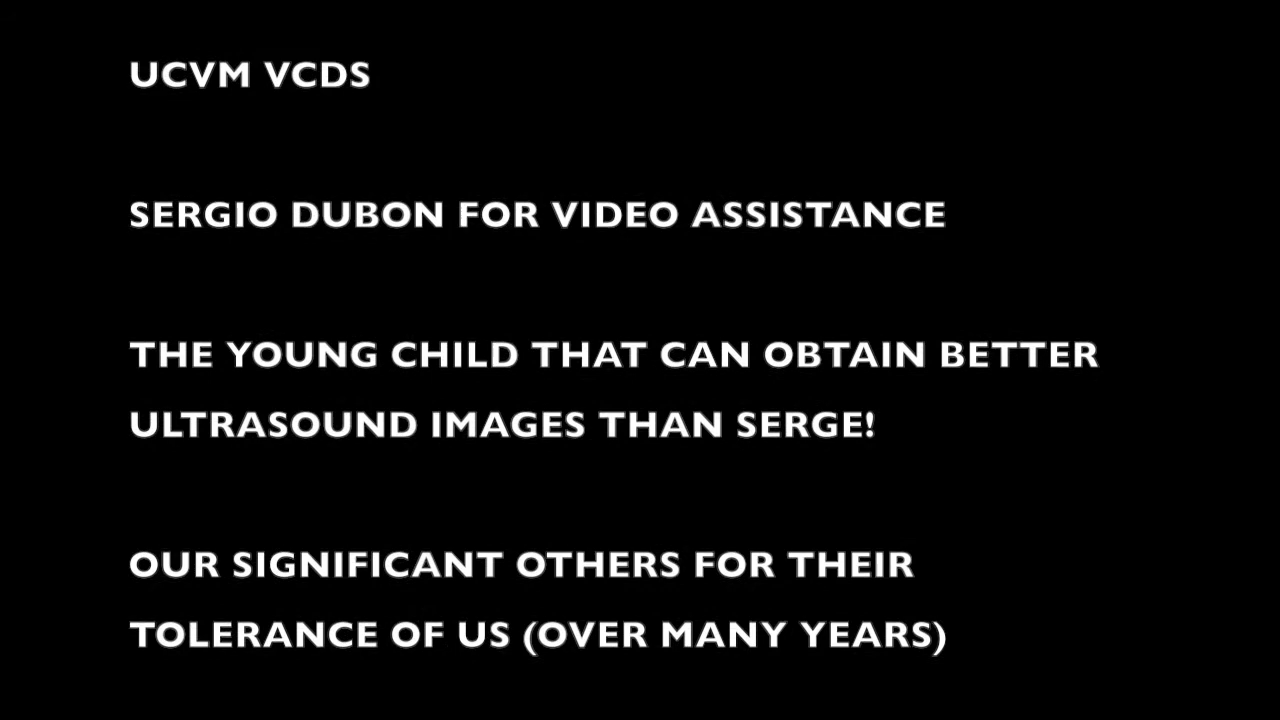 UCVM VCDS
SERGIO DUBON FOR VIDEO ASSISTANCE
THE YOUNG CHILD THAT CAN OBTAIN BETTER
ULTRASOUND IMAGES THAN SERGE!
OUR SIGNIFICANT OTHERS FOR THEIR
TOLERANCE OF US (OVER MANY YEARS)